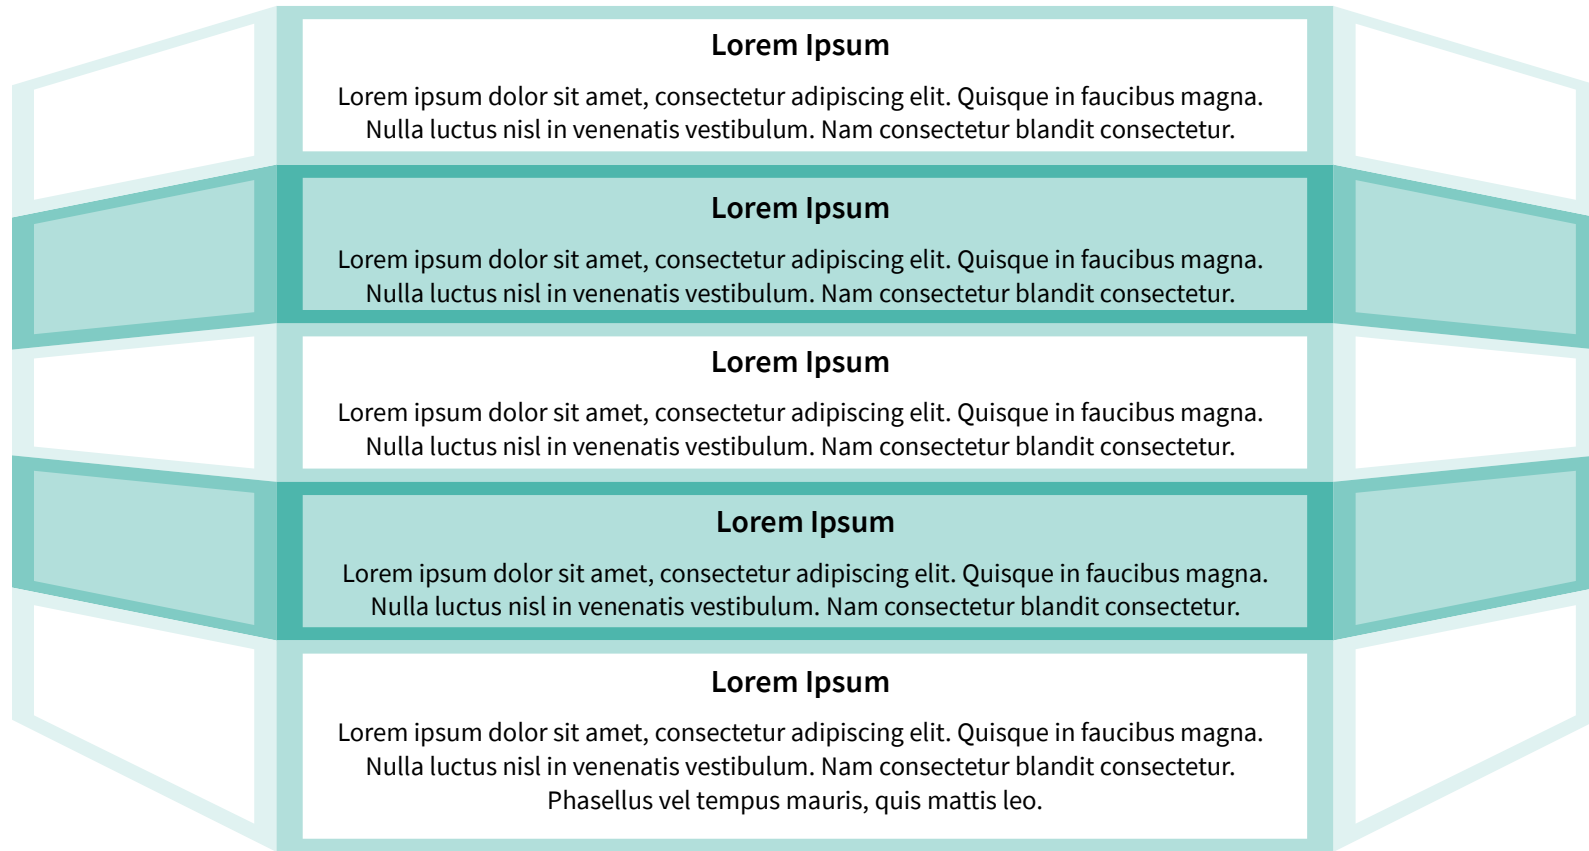 Lorem Ipsum
Lorem ipsum dolor sit amet, consectetur adipiscing elit. Quisque in faucibus magna.
Nulla luctus nisl in venenatis vestibulum. Nam consectetur blandit consectetur.
Lorem Ipsum
Lorem ipsum dolor sit amet, consectetur adipiscing elit. Quisque in faucibus magna.
Nulla luctus nisl in venenatis vestibulum. Nam consectetur blandit consectetur.
Lorem Ipsum
Lorem ipsum dolor sit amet, consectetur adipiscing elit. Quisque in faucibus magna.
Nulla luctus nisl in venenatis vestibulum. Nam consectetur blandit consectetur.
Lorem Ipsum
Lorem ipsum dolor sit amet, consectetur adipiscing elit. Quisque in faucibus magna.
Nulla luctus nisl in venenatis vestibulum. Nam consectetur blandit consectetur.
Lorem Ipsum
Lorem ipsum dolor sit amet, consectetur adipiscing elit. Quisque in faucibus magna.
Nulla luctus nisl in venenatis vestibulum. Nam consectetur blandit consectetur.
Phasellus vel tempus mauris, quis mattis leo.